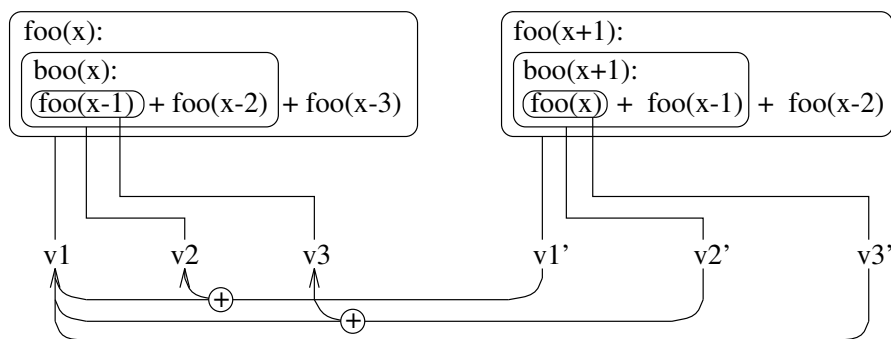 foo(x):
boo(x):
foo(x-1) + foo(x-2) + foo(x-3)
foo(x+1):
boo(x+1):
foo(x) + foo(x-1) + foo(x-2)
v1 v2 v3 v1' v2' v3'
+
+